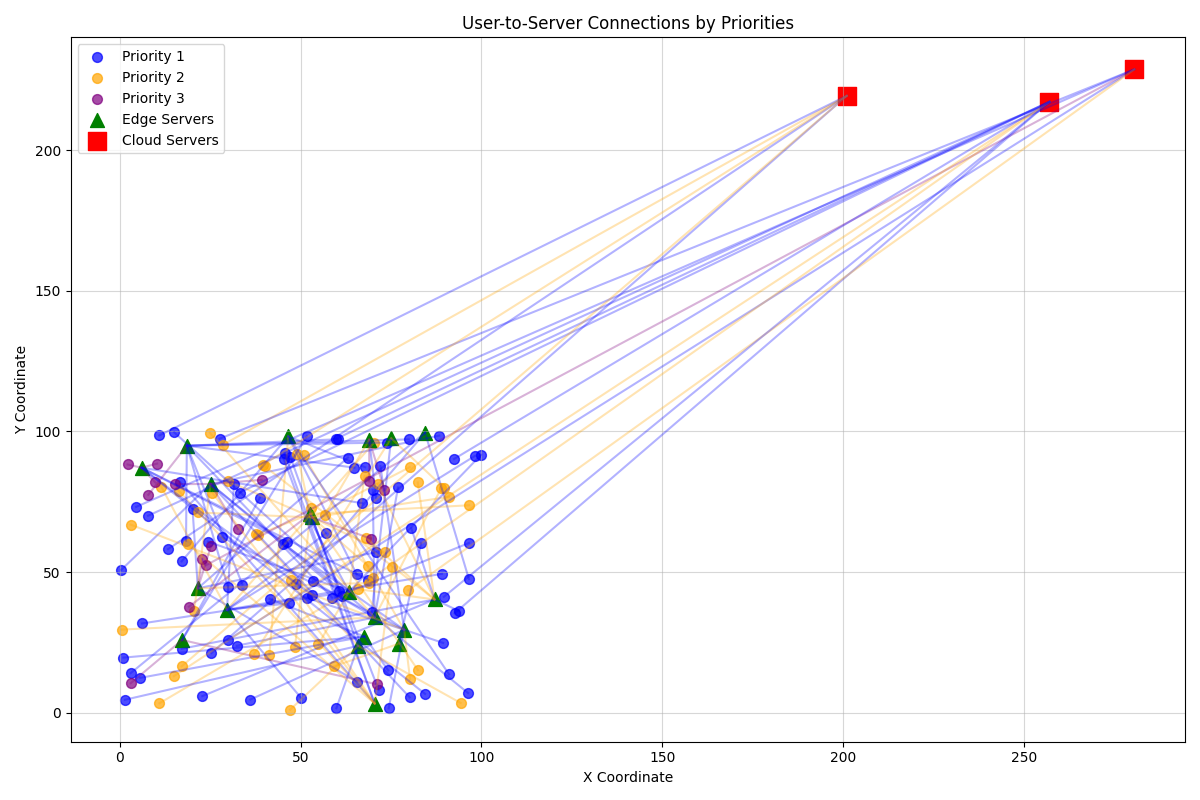 User-to-Server Connections by Priorities
Priority 1
Priority 2
Priority 3
Edge Servers
Cloud Servers
Y Coordinate
200
150
100
50
0
0
50
100
150
200
250
X Coordinate